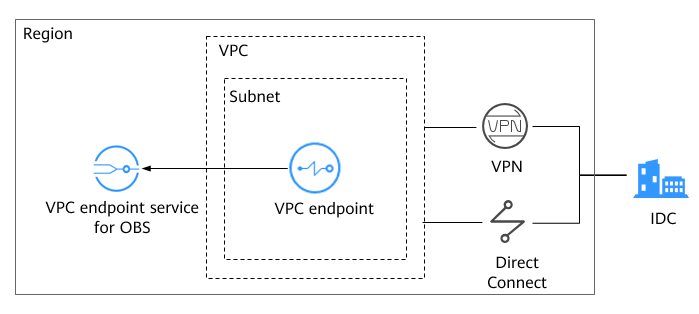 Region
VPC
Subnet
VPN
VPN
VPC endpoint service
for OBS
VPC endpoint
IDC
Direct
Connect